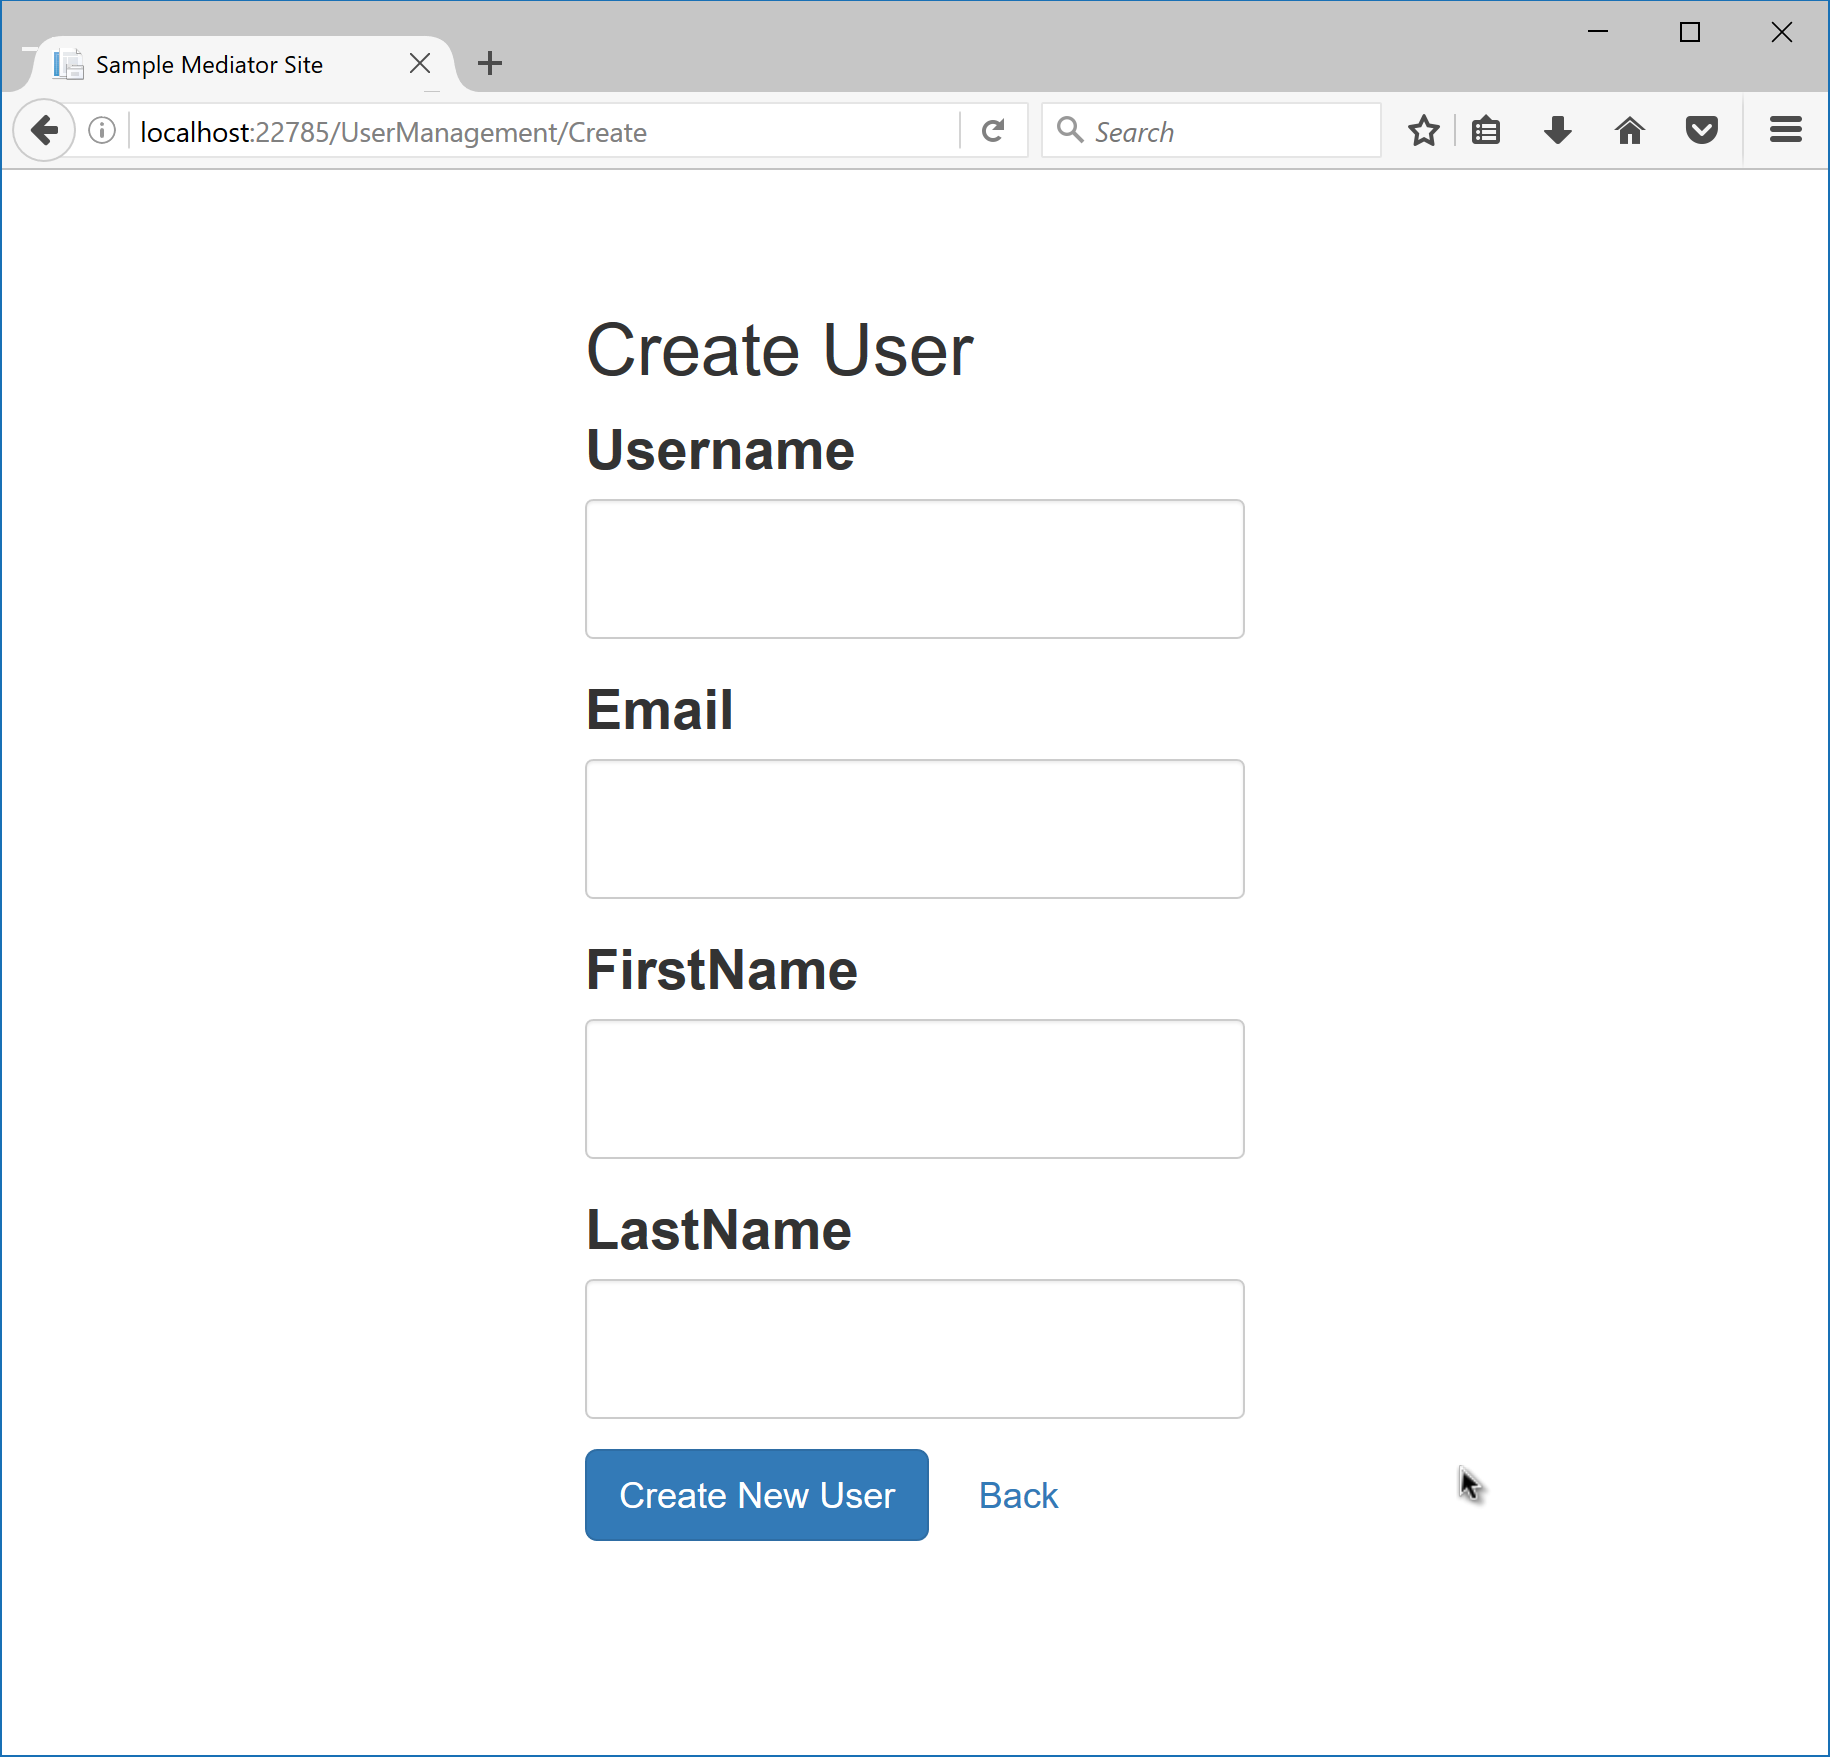 Sample Mediator Site
localhost:22785/UserManagement/Create
Search
Create User
Username
Email
FirstName
LastName
Create New User
Back